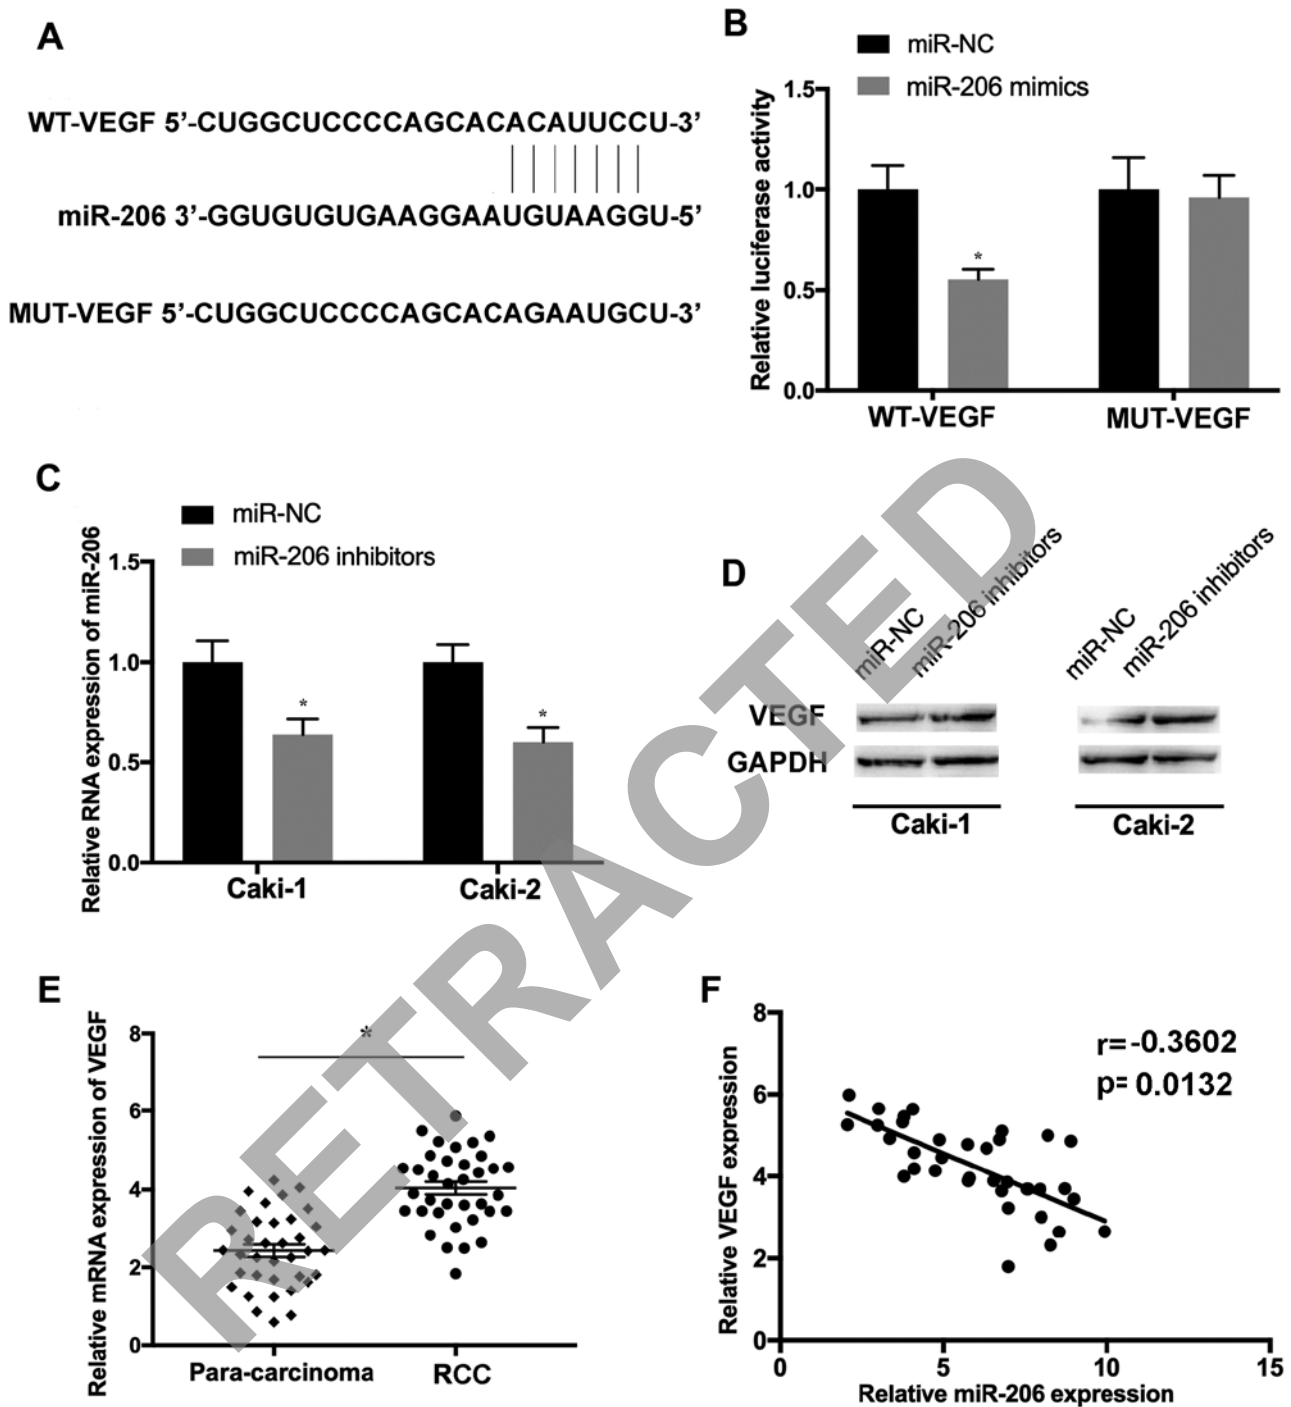 A
WT-VEGF 5’-CUGGCUCCCCAGCACACAUUCCU-3’
miR-206 3’-GGUGUGUGAAGGAAUGUAAGGU-5’
MUT-VEGF 5’-CUGGCUCCCCAGCACAGAAUGCU-3’
B
miR-NC
miR-206 mimics
Relative luciferase activity
1.5
1.0
0.5
0.0
*
WT-VEGF
MUT-VEGF
C
miR-NC
miR-206 inhibitors
Relative RNA expression of miR-206
1.5
1.0
0.5
0.0
*
*
Caki-1
Caki-2
D
miR-NC
miR-206 inhibitors
miR-NC
miR-206 inhibitors
VEGF
GAPDH
Caki-1
Caki-2
RETRACTED
E
Relative mRNA expression of VEGF
8
6
4
2
0
*
Para-carcinoma
RCC
F
Relative VEGF expression
8
6
4
2
0
r=-0.3602
p= 0.0132
0
5
10
15
Relative miR-206 expression